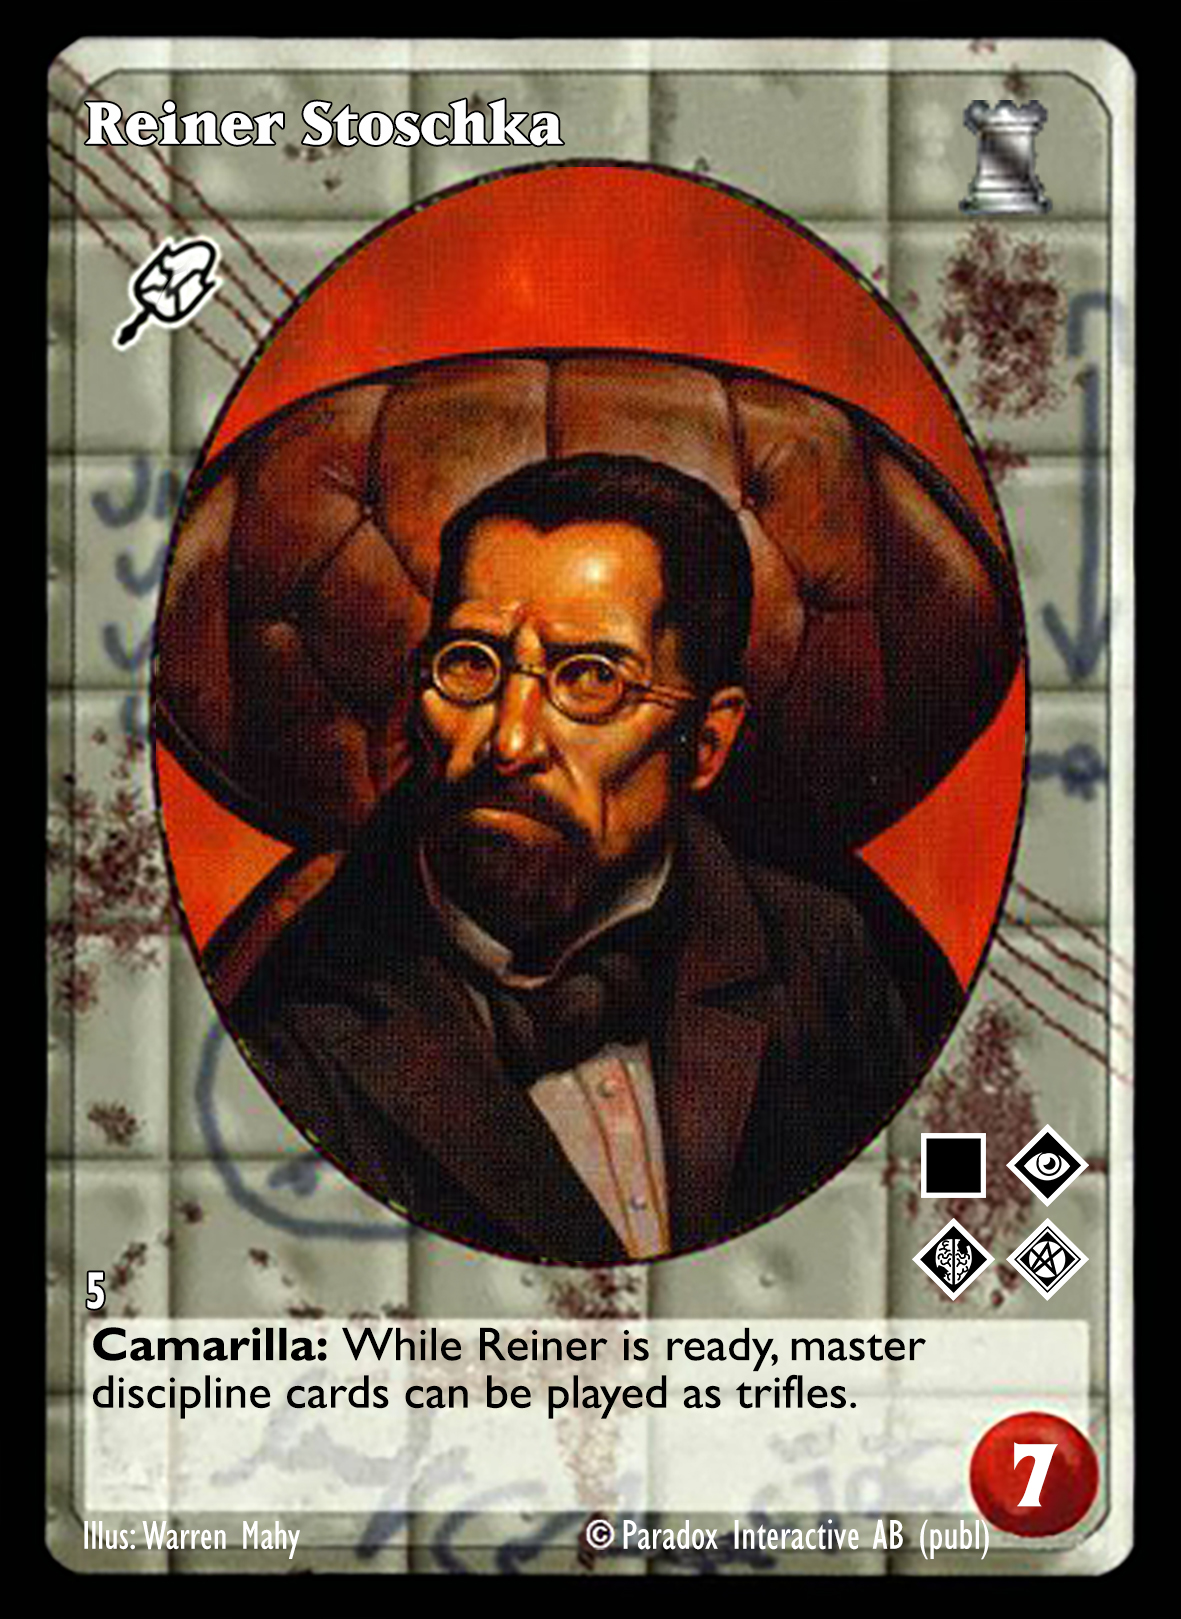 Reiner Stoschka
5
Camarilla: While Reiner is ready, master
discipline cards can be played as trifles.
7
Illus: Warren Mahy
© Paradox Interactive AB (publ)